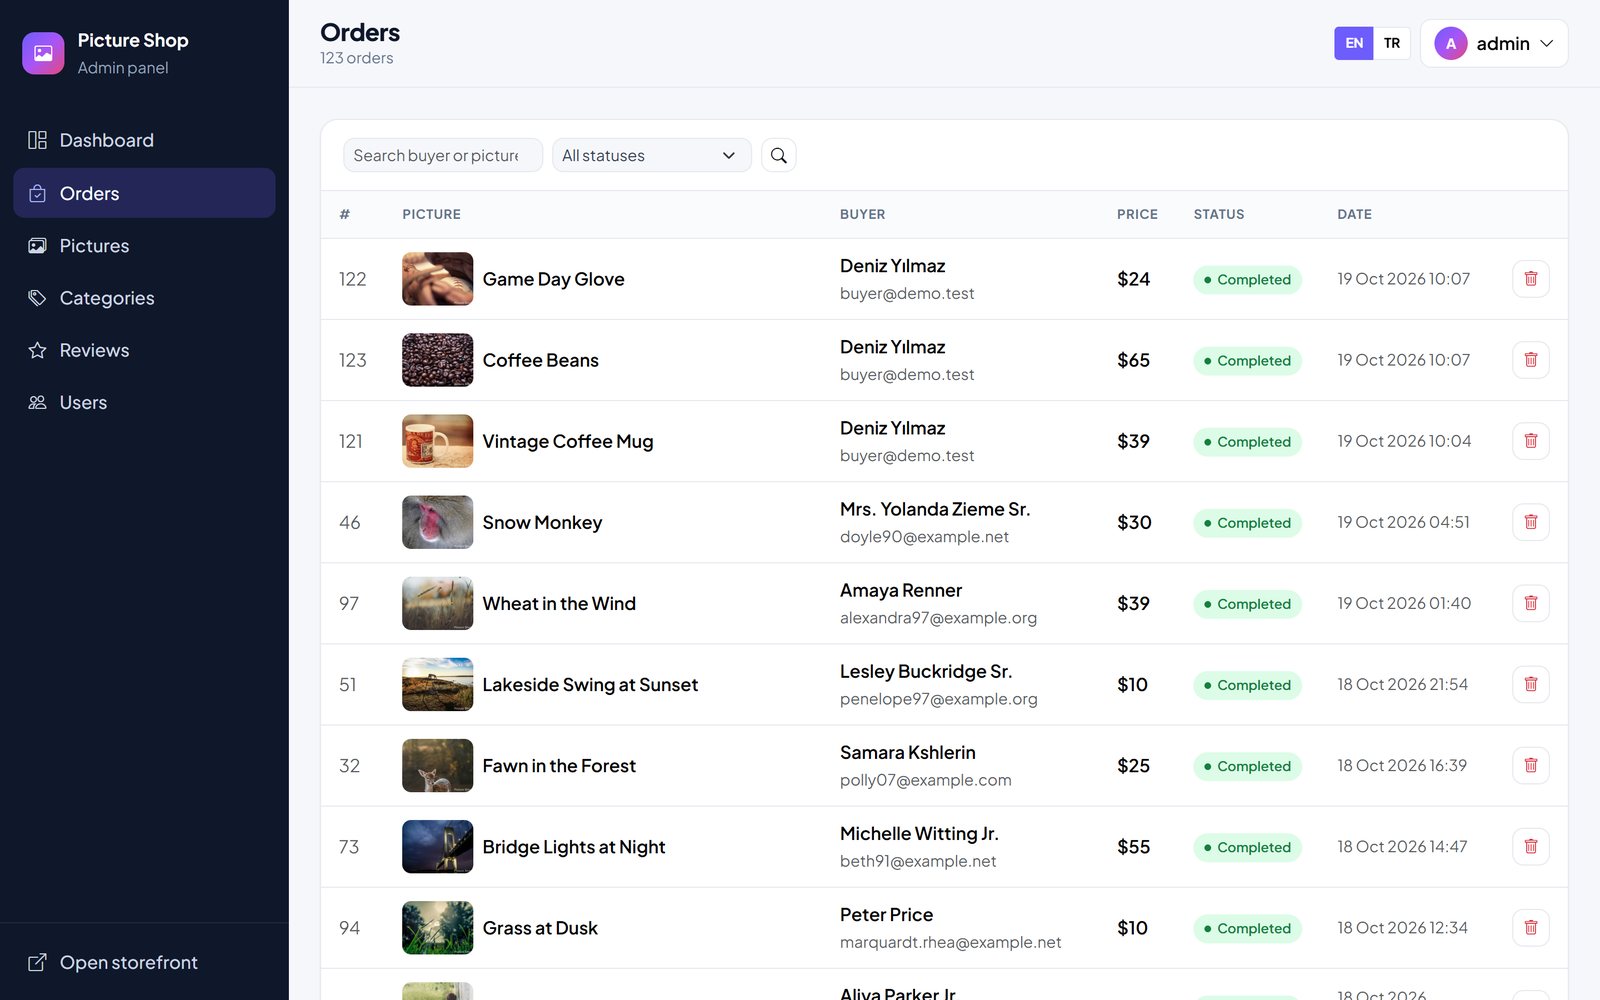 Picture Shop
Admin panel
Dashboard
Orders
Pictures
Categories
Reviews
Users
Open storefront
Orders
123 orders
EN TR
A admin
Search buyer or picture
All statuses
# PICTURE BUYER PRICE STATUS DATE
122 Game Day Glove Deniz Yılmaz $24 Completed 19 Oct 2026 10:07
buyer@demo.test
123 Coffee Beans Deniz Yılmaz $65 Completed 19 Oct 2026 10:07
buyer@demo.test
121 Vintage Coffee Mug Deniz Yılmaz $39 Completed 19 Oct 2026 10:04
buyer@demo.test
46 Snow Monkey Mrs. Yolanda Zieme Sr. $30 Completed 19 Oct 2026 04:51
doyle90@example.net
97 Wheat in the Wind Amaya Renner $39 Completed 19 Oct 2026 01:40
alexandra97@example.org
51 Lakeside Swing at Sunset Lesley Buckridge Sr. $10 Completed 18 Oct 2026 21:54
penelope97@example.org
32 Fawn in the Forest Samara Kshlerin $25 Completed 18 Oct 2026 16:39
polly07@example.com
73 Bridge Lights at Night Michelle Witting Jr. $55 Completed 18 Oct 2026 14:47
beth91@example.net
94 Grass at Dusk Peter Price $10 Completed 18 Oct 2026 12:34
marquardt.rhea@example.net
Aliya Parker Jr. 18 Oct 2026